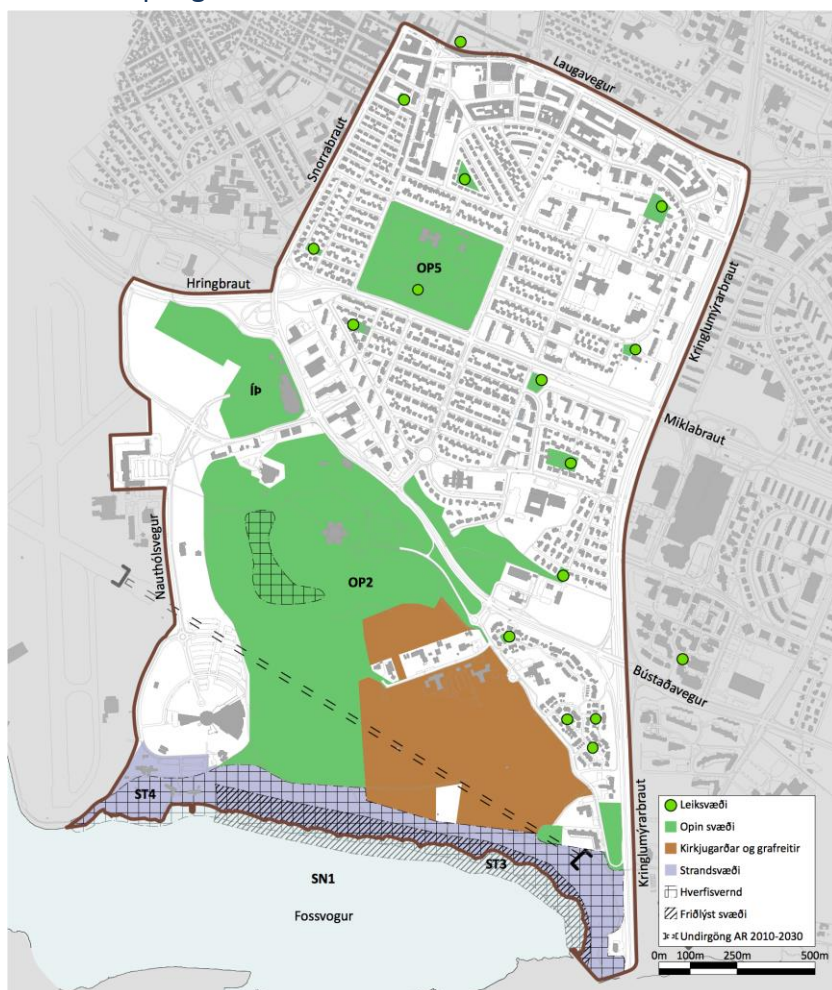 Laugavegur
Snorrabraut
OP5
Hringbraut
Kringlumýrarbraut
ÍÞ
Miklabraut
Nauthólsvegur
OP2
Bústaðavegur
ST4
ST3
Kringlumýrarbraut
SN1
Fossvogur
Leiksvæði
Opin svæði
Kirkjugarðar og grafreitir
Strandsvæði
Hverfisvernd
Friðlýst svæði
Undirgöng AR 2010-2030
0m 100m 250m 500m